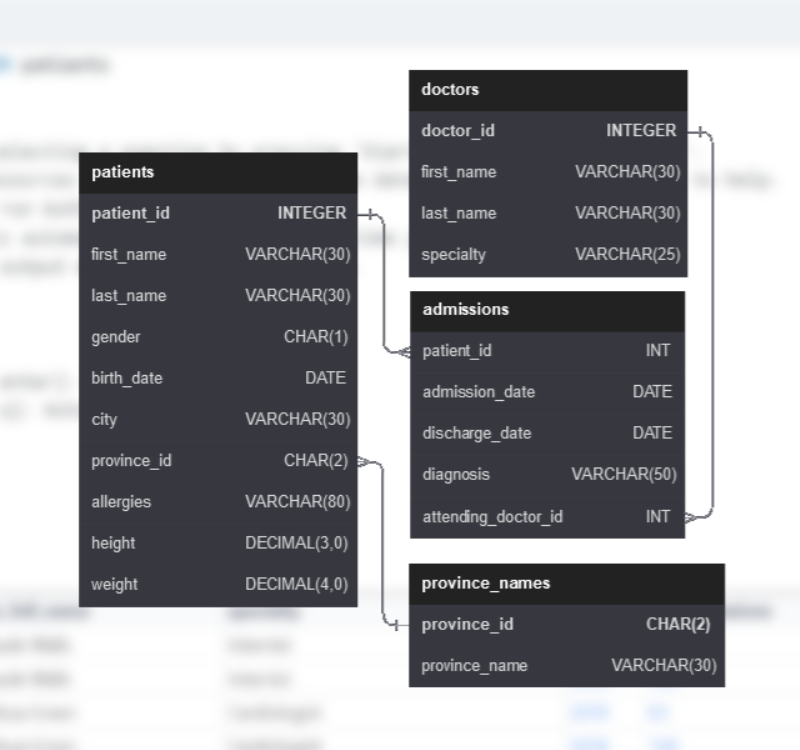 patients
patient_id INTEGER
first_name VARCHAR(30)
last_name VARCHAR(30)
gender CHAR(1)
birth_date DATE
city VARCHAR(30)
province_id CHAR(2)
allergies VARCHAR(80)
height DECIMAL(3,0)
weight DECIMAL(4,0)
doctors
doctor_id INTEGER
first_name VARCHAR(30)
last_name VARCHAR(30)
specialty VARCHAR(25)
admissions
patient_id INT
admission_date DATE
discharge_date DATE
diagnosis VARCHAR(50)
attending_doctor_id INT
province_names
province_id CHAR(2)
province_name VARCHAR(30)